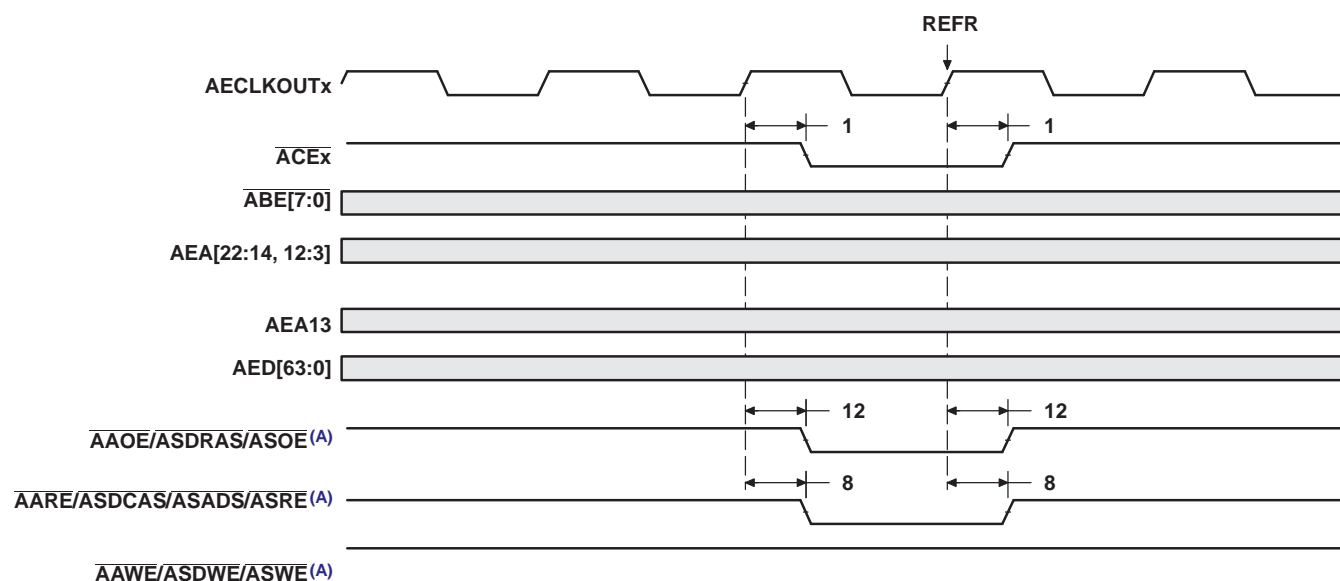 REFR
AECLKOUTx
1 1
ACEx
ABE[7:0]
AEA[22:14, 12:3]
AEA13
AED[63:0]
12 12
AAOE/ASDRAS/ASOE(A)
8 8
AARE/ASDCAS/ASADS/ASRE(A)
AAWE/ASDWE/ASWE(A)